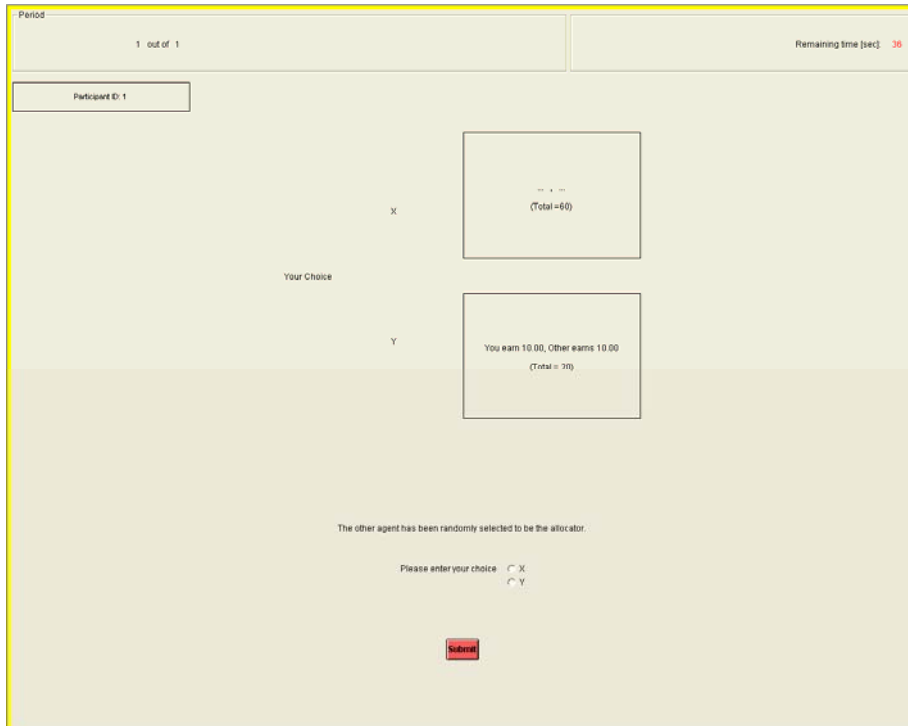 Period
1 out of 1
Remaining time [sec]: 36
Participant ID: 1
X
... , ...
(Total =60)
Your Choice
Y
You earn 10.00, Other earns 10.00
(Total = 20)
The other agent has been randomly selected to be the allocator.
Please enter your choice X
Y
Submit